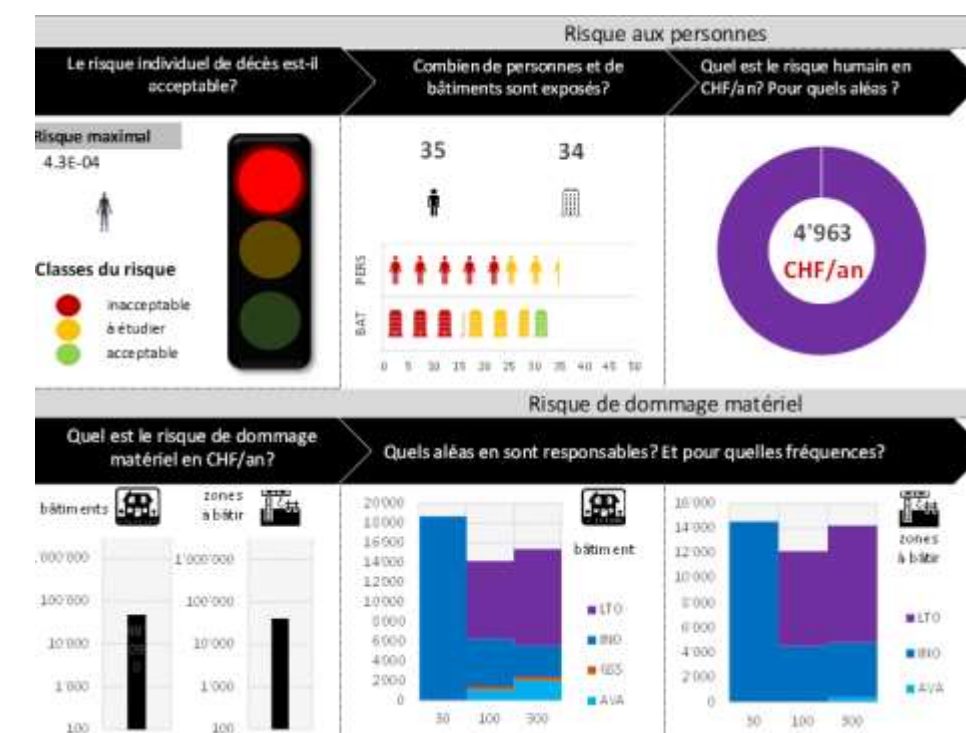 Risque aux personnes
Le risque individuel de décès est-il
acceptable?
Combien de personnes et de
bâtiments sont exposés?
Quel est le risque humain en
CHF/an? Pour quels aléas ?
Risque maximal
4.3E-04
Classes du risque
inacceptable
à étudier
acceptable
35
34
PERS
BAT
0 5 10 15 20 25 30 35 40 45 50
4'963
CHF/an
Risque de dommage matériel
Quel est le risque de dommage
matériel en CHF/an?
Quels aléas en sont responsables? Et pour quelles fréquences?
bâtiments
zones
à bâtir
000'000
100'000
10'000
1'000
100
1'000'000
100'000
10'000
1'000
100
20'000
18'000
16'000
14'000
12'000
10'000
8'000
6'000
4'000
2'000
0
30 100 300
bâtiment
LTO
INO
GSS
AVA
16'000
14'000
12'000
10'000
8'000
6'000
4'000
2'000
0
30 100 300
zones
à bâtir
LTO
INO
AVA